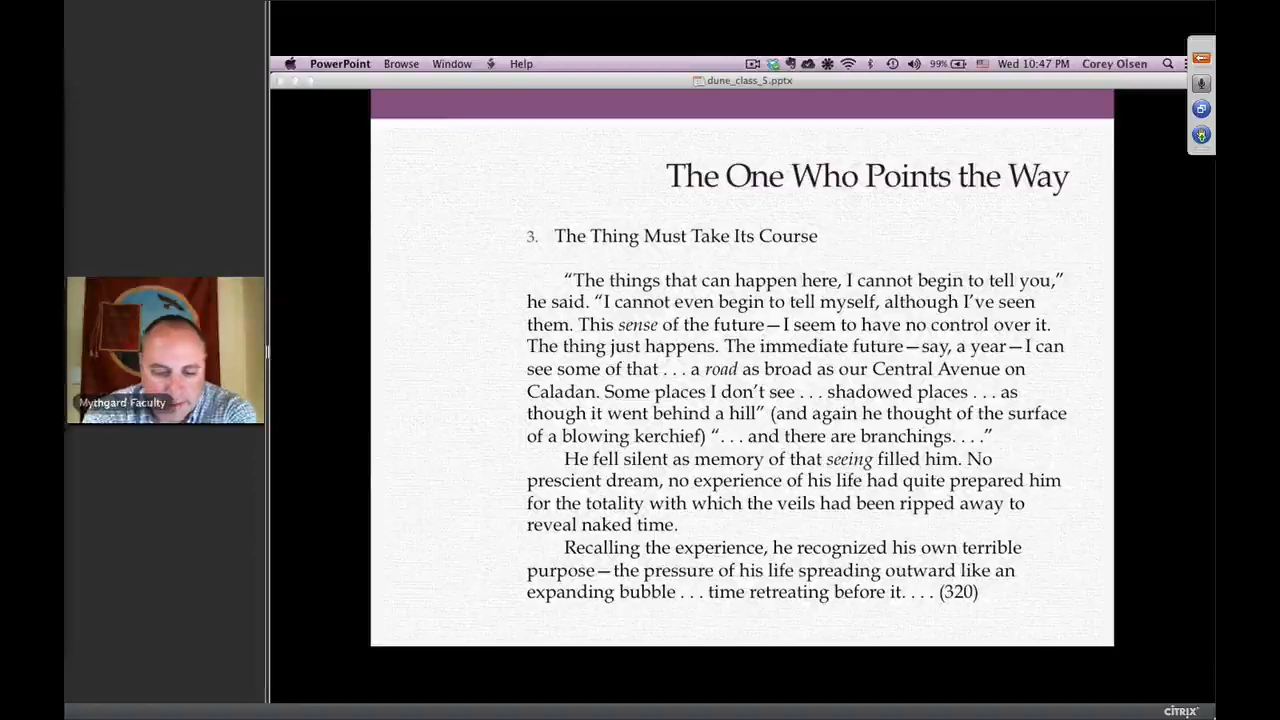 PowerPoint Browse Window Help 99% Wed 10:47 PM Corey Olsen
dune_class_5.pptx
The One Who Points the Way
3. The Thing Must Take Its Course
“The things that can happen here, I cannot begin to tell you,”
he said. “I cannot even begin to tell myself, although I’ve seen
them. This sense of the future—I seem to have no control over it.
The thing just happens. The immediate future—say, a year—I can
see some of that . . . a road as broad as our Central Avenue on
Caladan. Some places I don’t see . . . shadowed places . . . as
though it went behind a hill” (and again he thought of the surface
of a blowing kerchief) “. . . and there are branchings. . . .”
He fell silent as memory of that seeing filled him. No
prescient dream, no experience of his life had quite prepared him
for the totality with which the veils had been ripped away to
reveal naked time.
Recalling the experience, he recognized his own terrible
purpose—the pressure of his life spreading outward like an
expanding bubble . . . time retreating before it. . . . (320)
Mythgard Faculty
CİTRIX